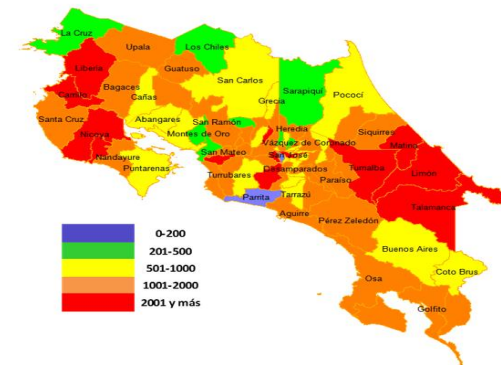 La Cruz
Upala
Los Chiles
Liberia
Guatuso
San Carlos
Carrillo
Bagaces
Cañas
Grecia
Sarapiquí
Pococí
Santa Cruz
Abangares
San Ramón
Nicoya
Montes de Oro
Heredia
Siquirres
Vázquez de Coronado
Matina
Nandayure
San Mateo
San José
Puntarenas
Desamparados
Turrialba
Limón
Turrubares
Paraíso
Parrita
Tarrazú
Talamanca
Aguirre
Pérez Zeledón
Buenos Aires
Coto Brus
Osa
Golfito
0-200
201-500
501-1000
1001-2000
2001 y más